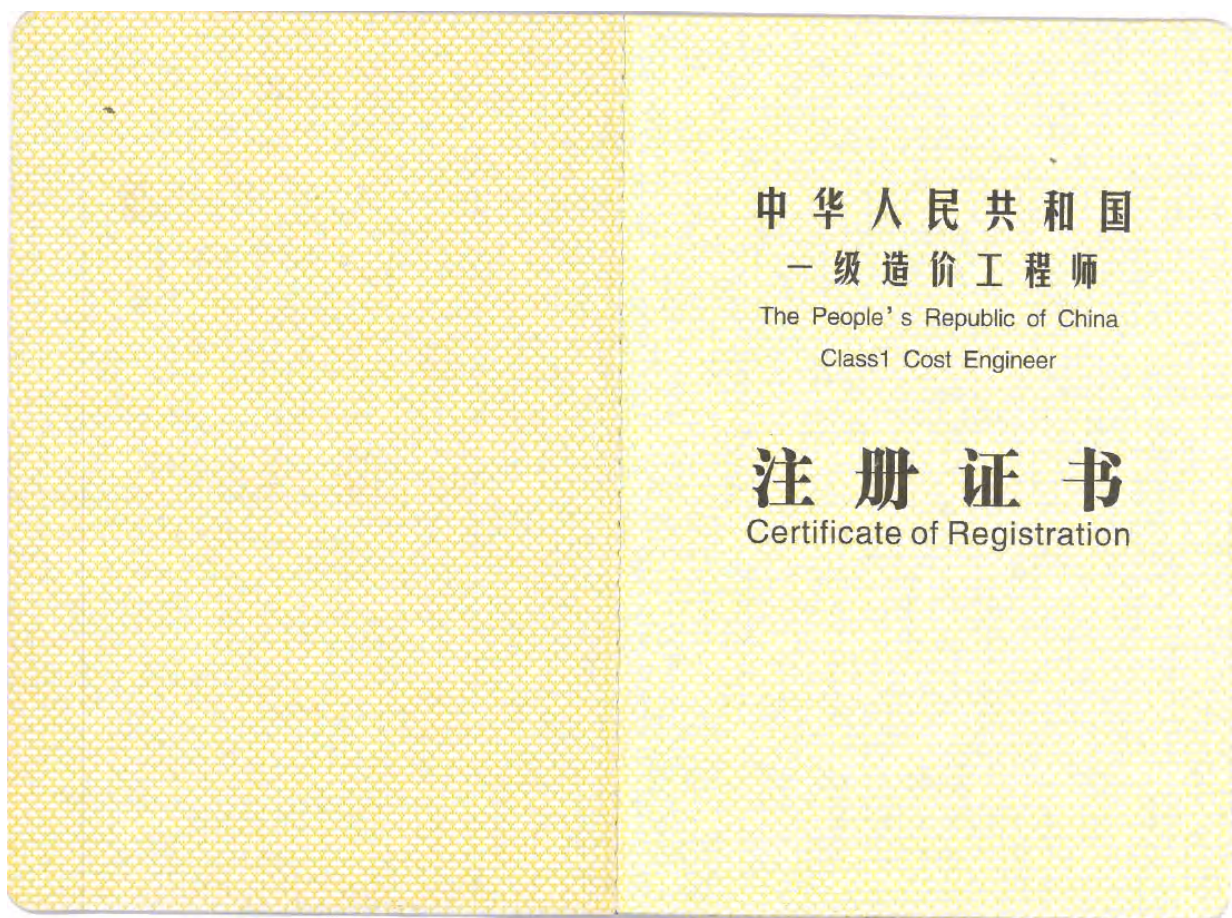 中华人民共和国
一级造价工程师
The People's Republic of China
Class1 Cost Engineer
注册证书
Certificate of Registration